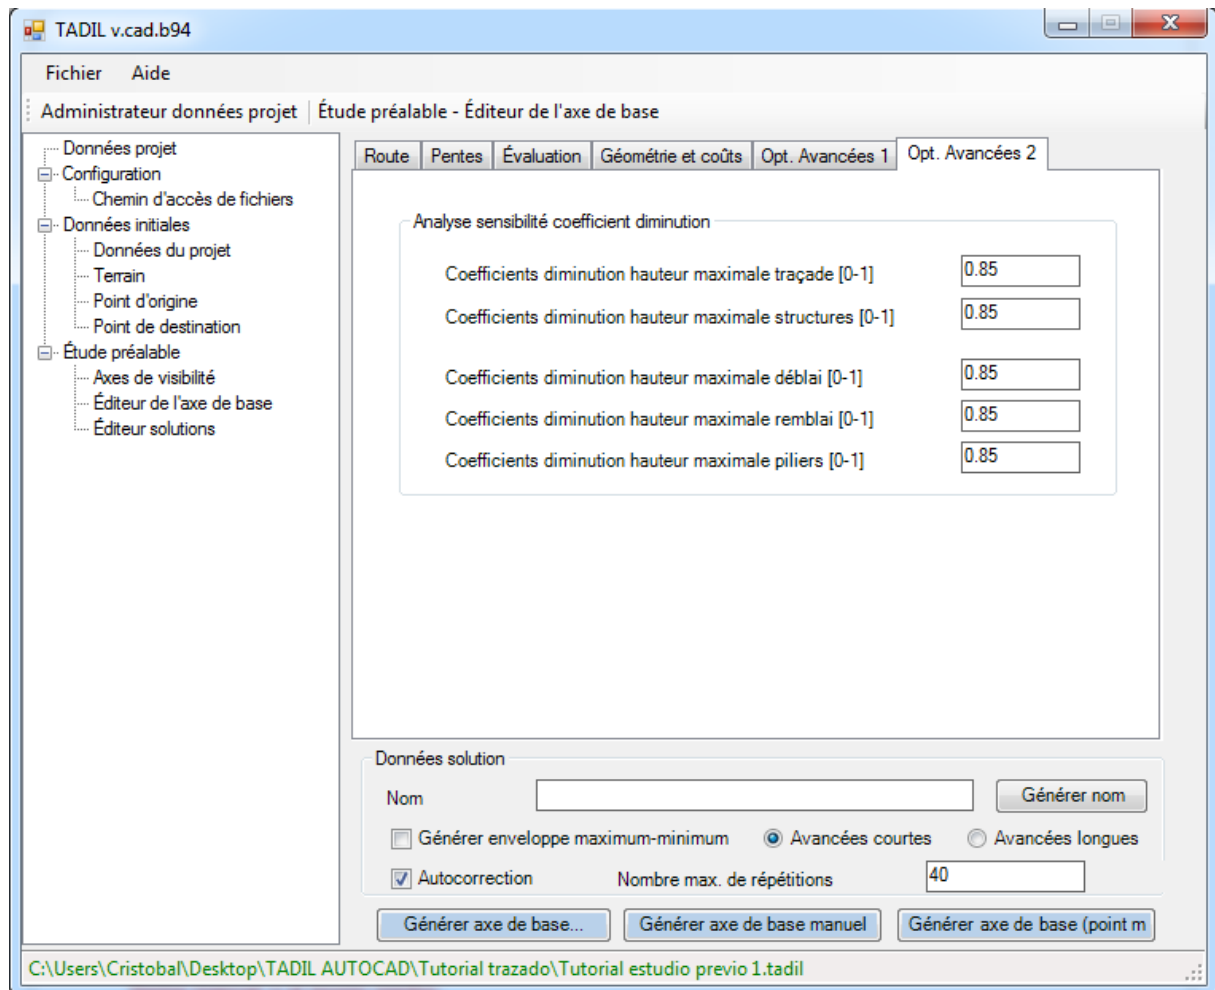 TADIL v.cad.b94
Fichier Aide
Administrateur données projet Étude préalable - Éditeur de l'axe de base
Données projet
Configuration
Chemin d'accès de fichiers
Données initiales
Données du projet
Terrain
Point d'origine
Point de destination
Étude préalable
Axes de visibilité
Éditeur de l'axe de base
Éditeur solutions
Route Pentes Évaluation Géométrie et coûts Opt. Avancées 1 Opt. Avancées 2
Analyse sensibilité coefficient diminution
Coefficients diminution hauteur maximale traçade [0-1] 0.85
Coefficients diminution hauteur maximale structures [0-1] 0.85
Coefficients diminution hauteur maximale déblai [0-1] 0.85
Coefficients diminution hauteur maximale remblai [0-1] 0.85
Coefficients diminution hauteur maximale piliers [0-1] 0.85
Données solution
Nom Générer nom
Générer enveloppe maximum-minimum Avancées courtes Avancées longues
Autocorrection Nombre max. de répétitions 40
Générer axe de base... Générer axe de base manuel Générer axe de base (point m
C:\Users\Cristobal\Desktop\TADIL AUTOCAD\Tutorial trazado\Tutorial estudio previo 1.tadil